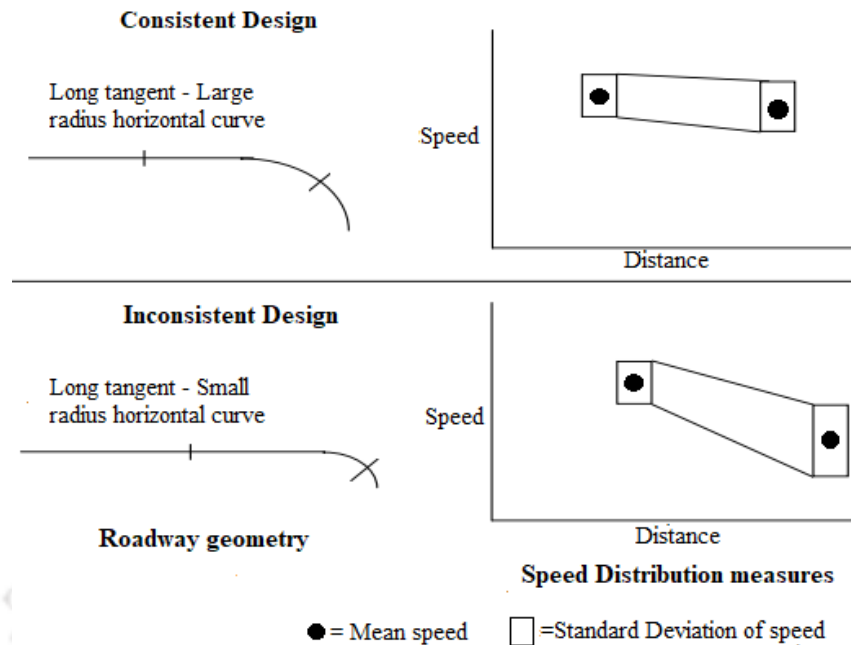 Consistent Design
Long tangent - Large
radius horizontal curve
Speed
Distance
Inconsistent Design
Long tangent - Small
radius horizontal curve
Speed
Distance
Roadway geometry
Speed Distribution measures
= Mean speed
=Standard Deviation of speed